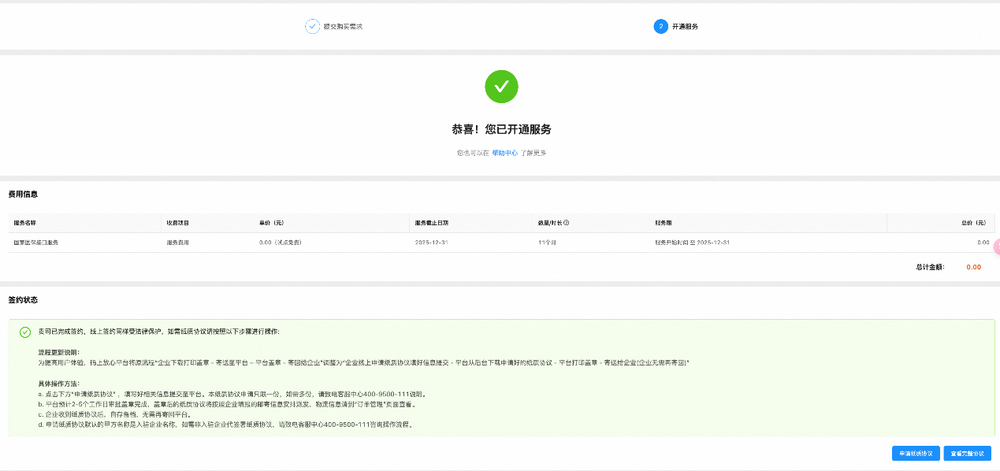 提交购买需求
2 开通服务
恭喜！您已开通服务
您也可以在 帮助中心 了解更多
费用信息
服务名称 收费项目 单价（元） 服务截止日期 数量/时长 服务期 总价（元）
国家医保接口服务 服务费用 0.00（试点免费） 2025-12-31 11个月 服务开始时间 至 2025-12-31 0.00
总计金额： 0.00
签约状态
贵司已完成签约，线上签约同样受法律保护，如需纸质协议请按照以下步骤进行操作:
流程更新说明：
为提高用户体验，码上放心平台将原流程“企业下载打印盖章 - 寄送至平台 – 平台盖章 - 寄回给企业”调整为“企业线上申请纸质协议填好信息提交 - 平台从后台下载申请好的纸质协议 - 平台打印盖章 - 寄送给企业(企业无需再寄回)”
具体操作方法：
a. 点击下方“申请纸质协议” ，填写好相关信息提交至平台。本纸质协议申请只限一份，如需多份，请致电客服中心400-9500-111说明。
b. 平台预计2-5个工作日审批盖章完成，盖章后的纸质协议将按照企业填报的邮寄信息安排派发，物流信息请到“订单管理”页面查看。
c. 企业收到纸质协议后，自存备档，无需再寄回平台。
d. 申请纸质协议默认的甲方名称是入驻企业名称，如需非入驻企业代签署纸质协议，请致电客服中心400-9500-111咨询操作流程。
申请纸质协议 查看完整协议